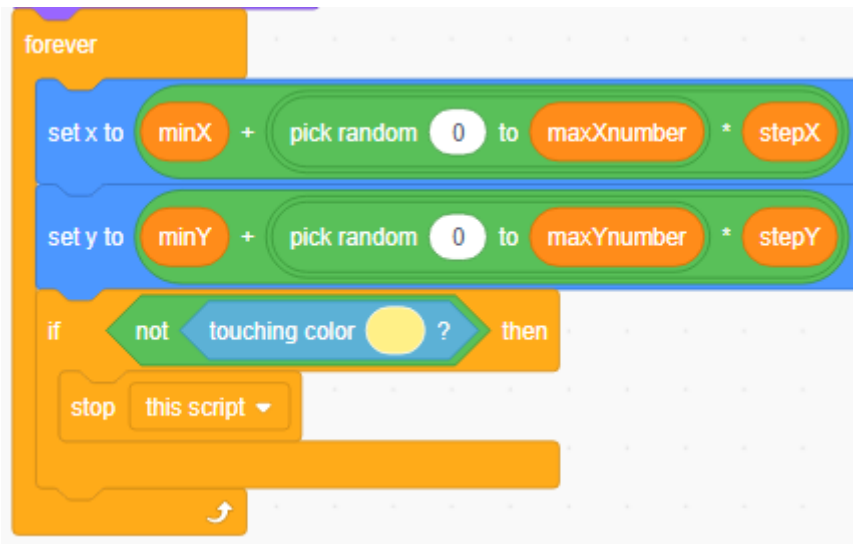 forever
set x to minX + pick random 0 to maxXnumber * stepX
set y to minY + pick random 0 to maxYnumber * stepY
if not touching color ? then
stop this script